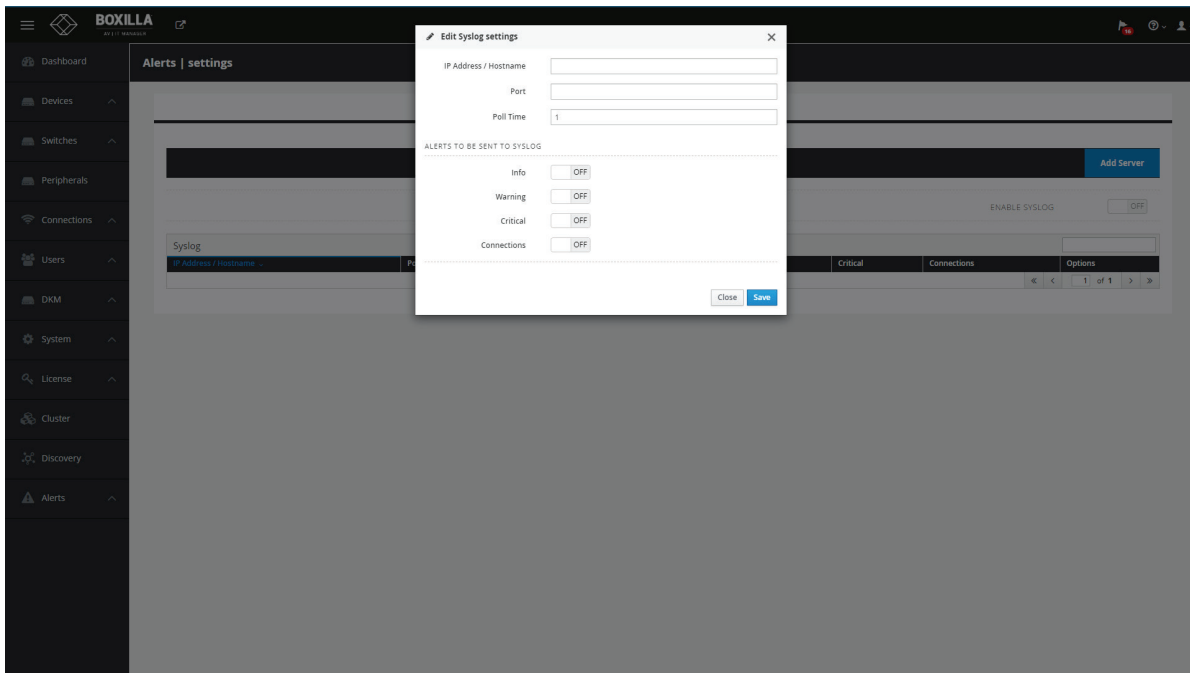 BOXILLA
AV | IT MANAGER
16
Dashboard
Alerts | settings
Devices
Switches
Peripherals
Connections
Users
DKM
System
License
Cluster
Discovery
Alerts
Edit Syslog settings
IP Address / Hostname
Port
Poll Time 1
ALERTS TO BE SENT TO SYSLOG
Info OFF
Warning OFF
Critical OFF
Connections OFF
Close Save
Add Server
ENABLE SYSLOG OFF
Syslog
IP Address / Hostname Po Critical Connections Options
1 of 1